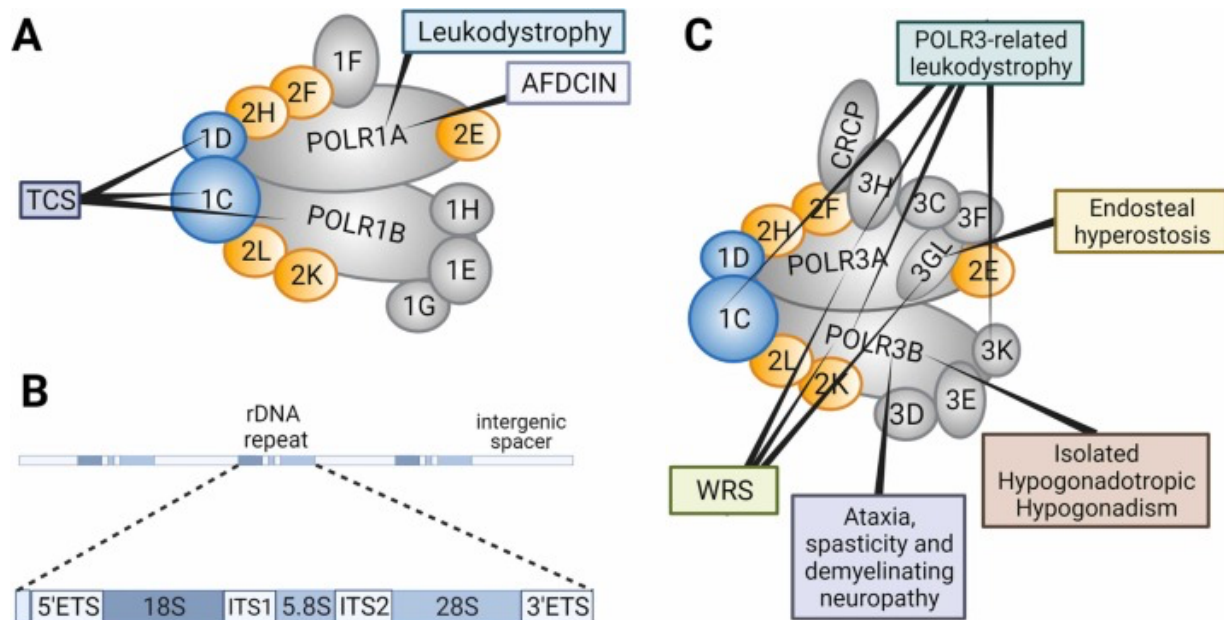 A
Leukodystrophy
AFDCIN
1F
2F
2H
1D
POLR1A
2E
TCS
1C
POLR1B
1H
2L
2K
1E
1G
B
rDNA
repeat
intergenic
spacer
5'ETS 18S ITS1 5.8S ITS2 28S 3'ETS
C
POLR3-related
leukodystrophy
CRCP
3H
2F
3C
3F
2H
1D
POLR3A
3GL
2E
Endosteal
hyperostosis
1C
POLR3B
3K
2L
2K
3E
3D
WRS
Ataxia,
spasticity and
demyelinating
neuropathy
Isolated
Hypogonadotropic
Hypogonadism